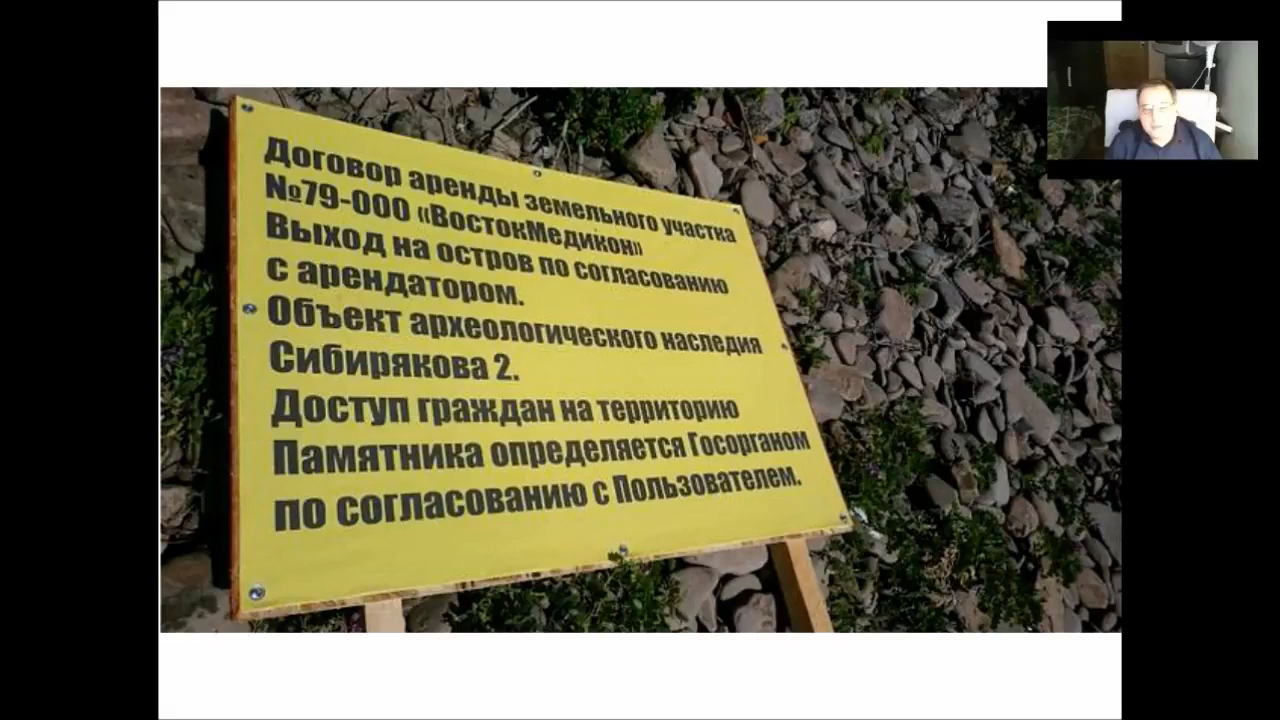 Договор аренды земельного участка
№79-000 «ВостокМедикон»
Выход на остров по согласованию
с арендатором.
Объект археологического наследия
Сибирякова 2.
Доступ граждан на территорию
Памятника определяется Госорганом
по согласованию с Пользователем.